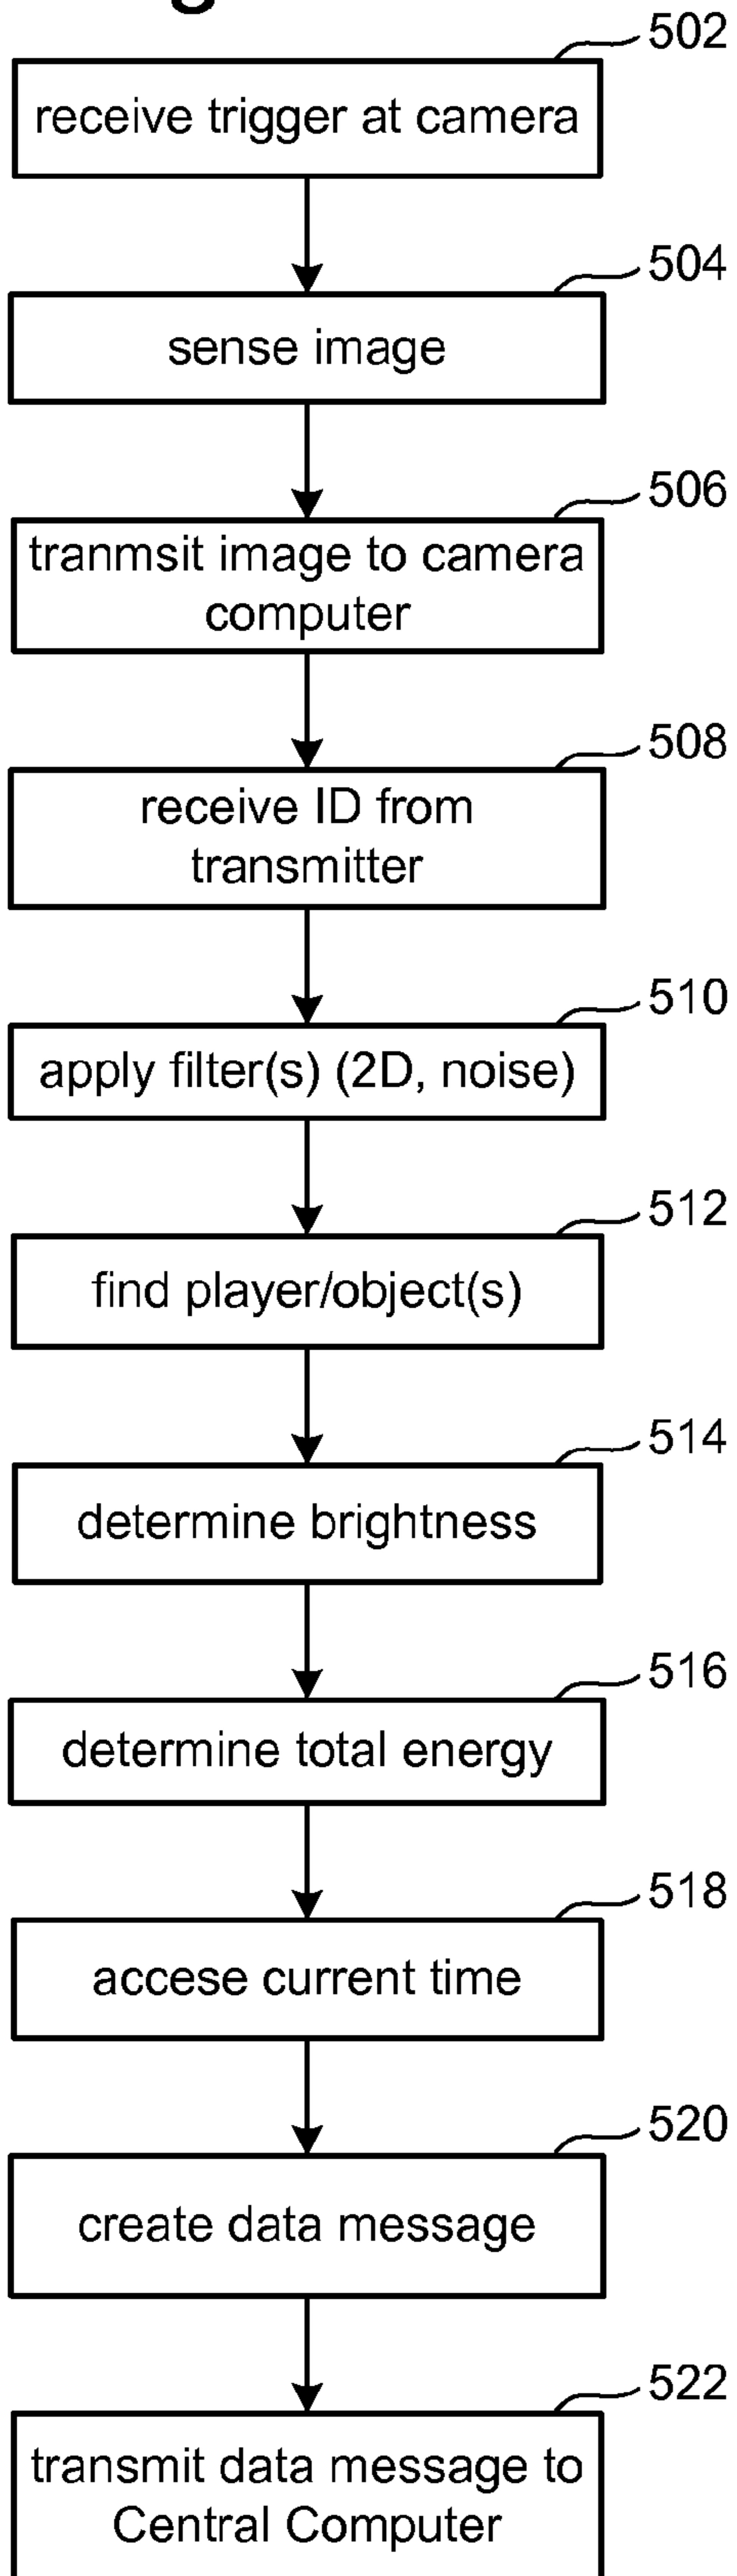 502
receive trigger at camera
504
sense image
506
tranmsit image to camera
computer
508
receive ID from
transmitter
510
apply filter(s) (2D, noise)
512
find player/object(s)
514
determine brightness
516
determine total energy
518
accese current time
520
create data message
522
transmit data message to
Central Computer